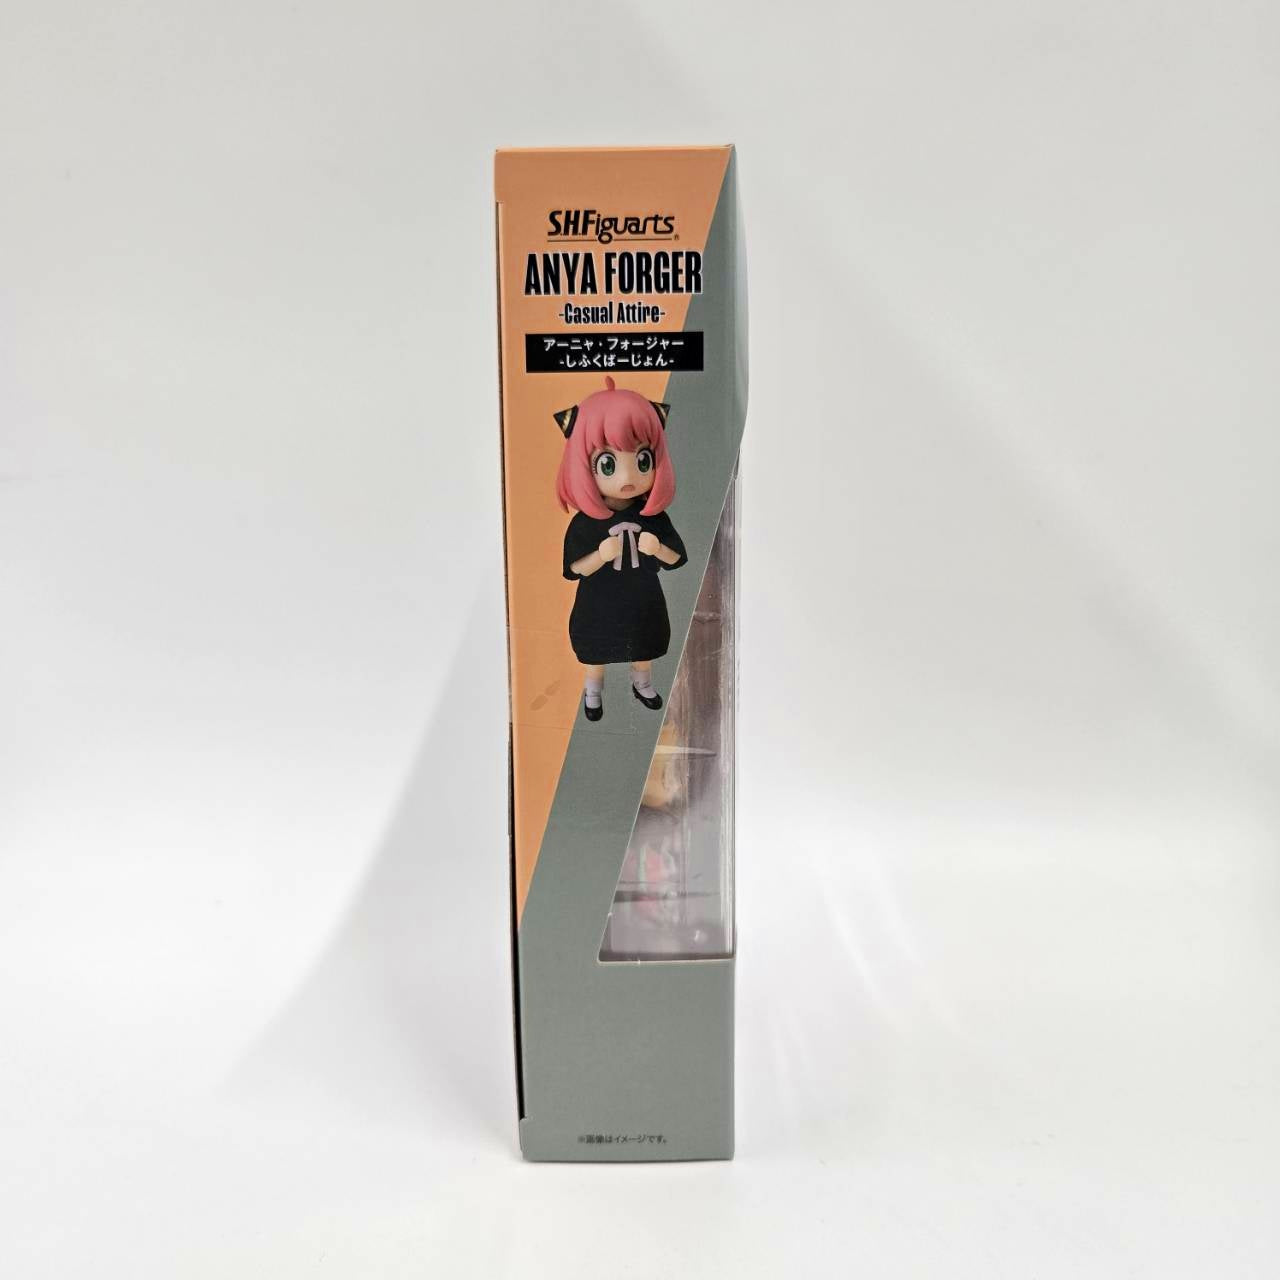 S.H.Figuarts
ANYA FORGER
-Casual Attire-
アーニャ・フォージャー
-しふくばーじょん-
※画像はイメージです。